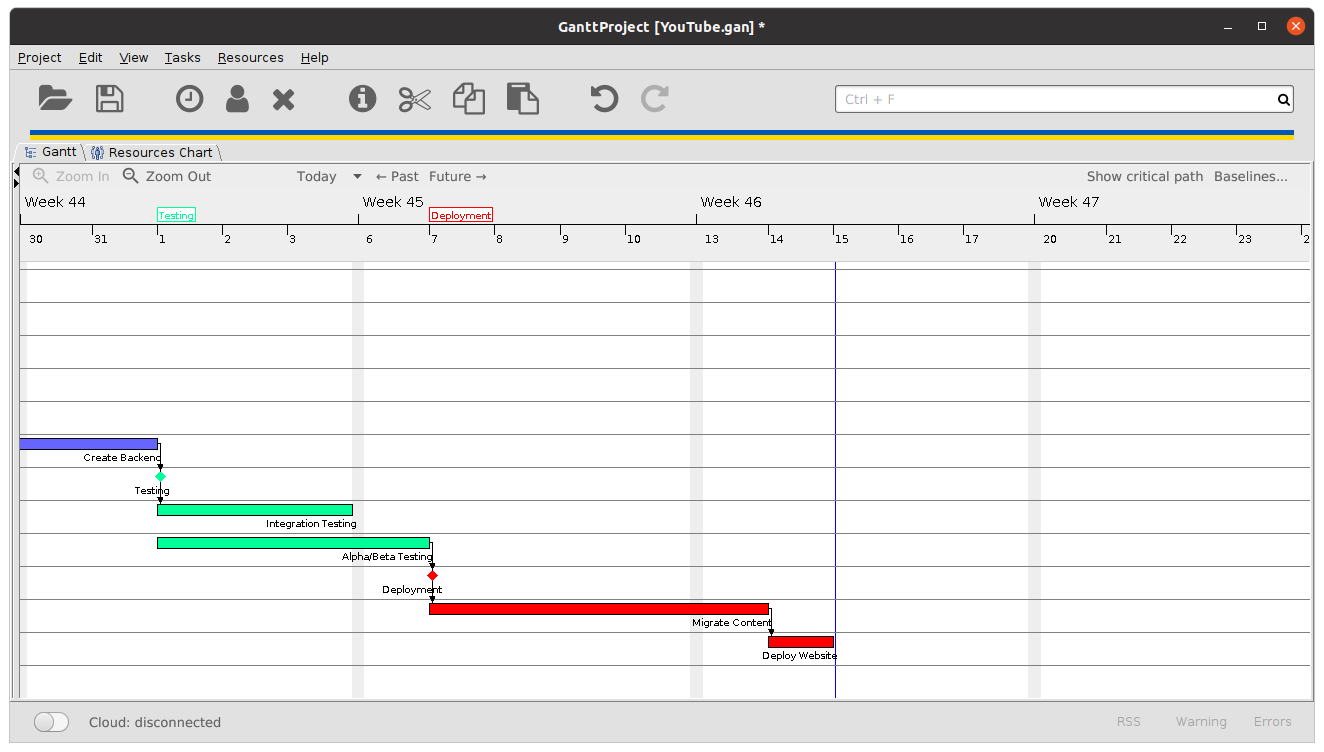 GanttProject [YouTube.gan] *
Project Edit View Tasks Resources Help
Ctrl + F
Gantt Resources Chart
Zoom In Zoom Out Today ← Past Future → Show critical path Baselines...
Week 44 Week 45 Week 46 Week 47
Testing Deployment
30 31 1 2 3 6 7 8 9 10 13 14 15 16 17 20 21 22 23 2
Create Backend
Testing
Integration Testing
Alpha/Beta Testing
Deployment
Migrate Content
Deploy Website
Cloud: disconnected RSS Warning Errors